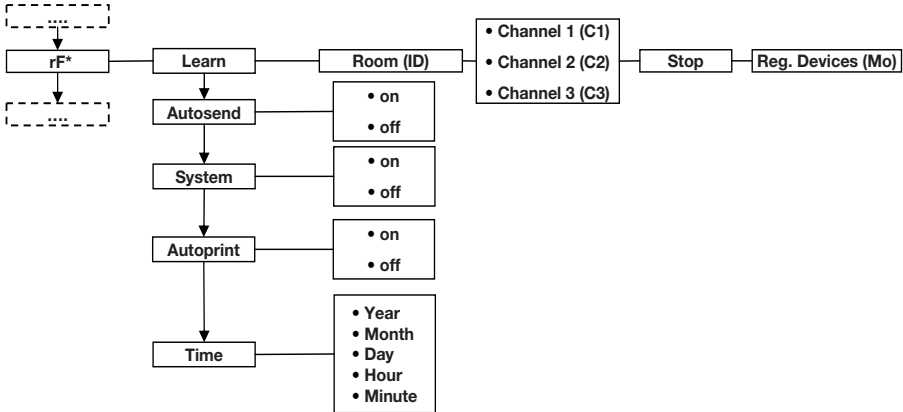 ....
rF*
Learn
Room (ID)
• Channel 1 (C1)
• Channel 2 (C2)
• Channel 3 (C3)
Stop
Reg. Devices (Mo)
....
Autosend
• on
• off
System
• on
• off
Autoprint
• on
• off
Time
• Year
• Month
• Day
• Hour
• Minute